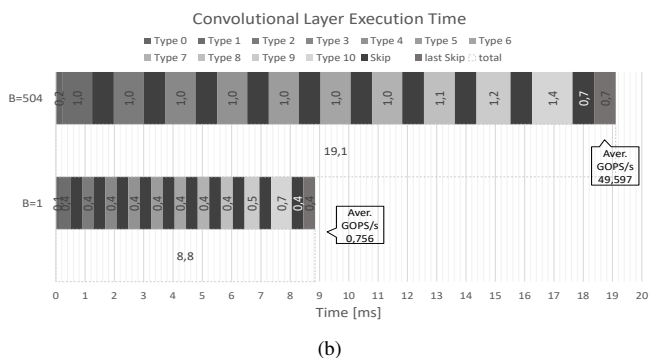 Convolutional Layer Execution Time
Type 0 Type 1 Type 2 Type 3 Type 4 Type 5 Type 6
Type 7 Type 8 Type 9 Type 10 Skip last Skip total
B=504
0,2 1,0 1,0 1,0 1,0 1,0 1,0 1,0 1,1 1,2 1,4 0,7 0,7
19,1
Aver.
GOPS/s
49,597
B=1
0,1 0,4 0,4 0,4 0,4 0,4 0,4 0,4 0,4 0,5 0,7 0,4 0,4
Aver.
GOPS/s
0,756
8,8
0 1 2 3 4 5 6 7 8 9 10 11 12 13 14 15 16 17 18 19 20
Time [ms]
(b)